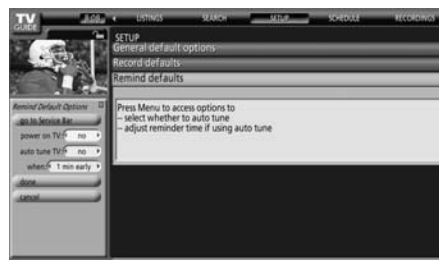 TV
GUIDE
8:08
LISTINGS
SEARCH
SETUP
SCHEDULE
RECORDINGS
SETUP
General default options
Record defaults
Remind defaults
Remind Default Options
go to Service Bar
power on TV: no
auto tune TV: no
when: 1 min early
done
cancel
Press Menu to access options to
– select whether to auto tune
– adjust reminder time if using auto tune